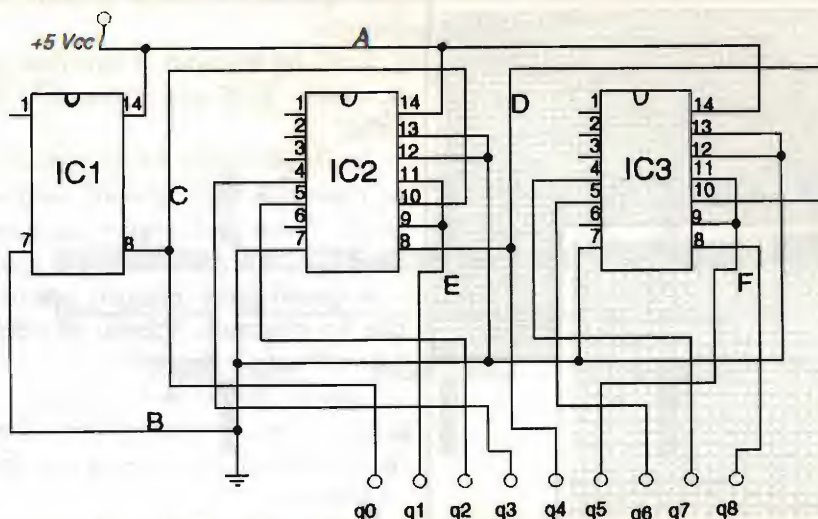 +5 Vcc A
1 14 1 14 1 14
2 13 D 2 13
3 12 3 12
IC1 4 IC2 11 4 IC3 11
C 5 10 5 10
6 9 6 9
7 8 7 8 7 8
E F
B
q0 q1 q2 q3 q4 q5 q6 q7 q8